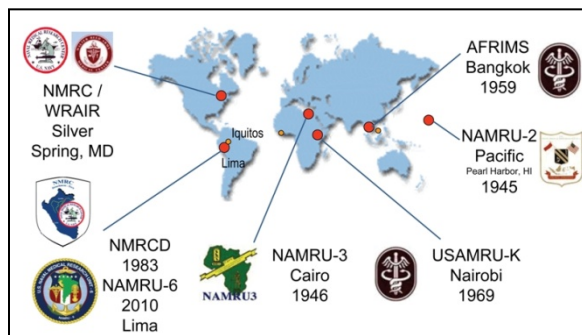 NMRC /
WRAIR
Silver
Spring, MD
Iquitos
Lima
AFRIMS
Bangkok
1959
NAMRU-2
Pacific
Pearl Harbor, HI
1945
NMRC
NMRCD
1983
NAMRU-6
2010
Lima
NAMRU3
NAMRU-3
Cairo
1946
USAMRU-K
Nairobi
1969